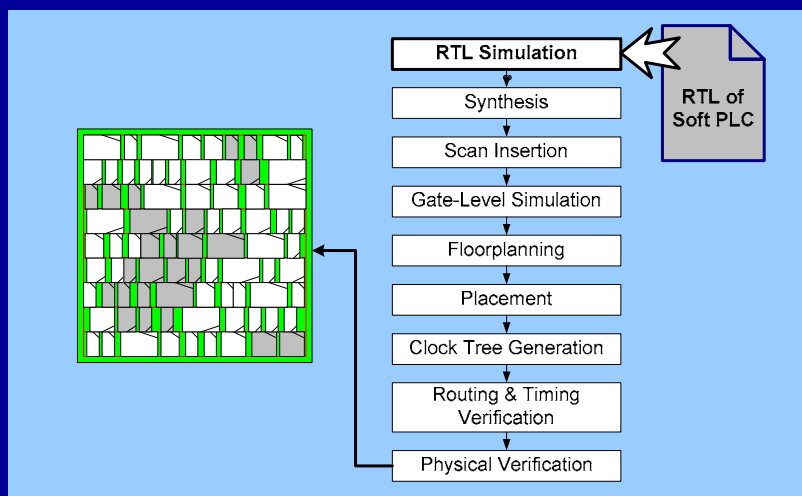 RTL Simulation
RTL of
Soft PLC
Synthesis
Scan Insertion
Gate-Level Simulation
Floorplanning
Placement
Clock Tree Generation
Routing & Timing
Verification
Physical Verification